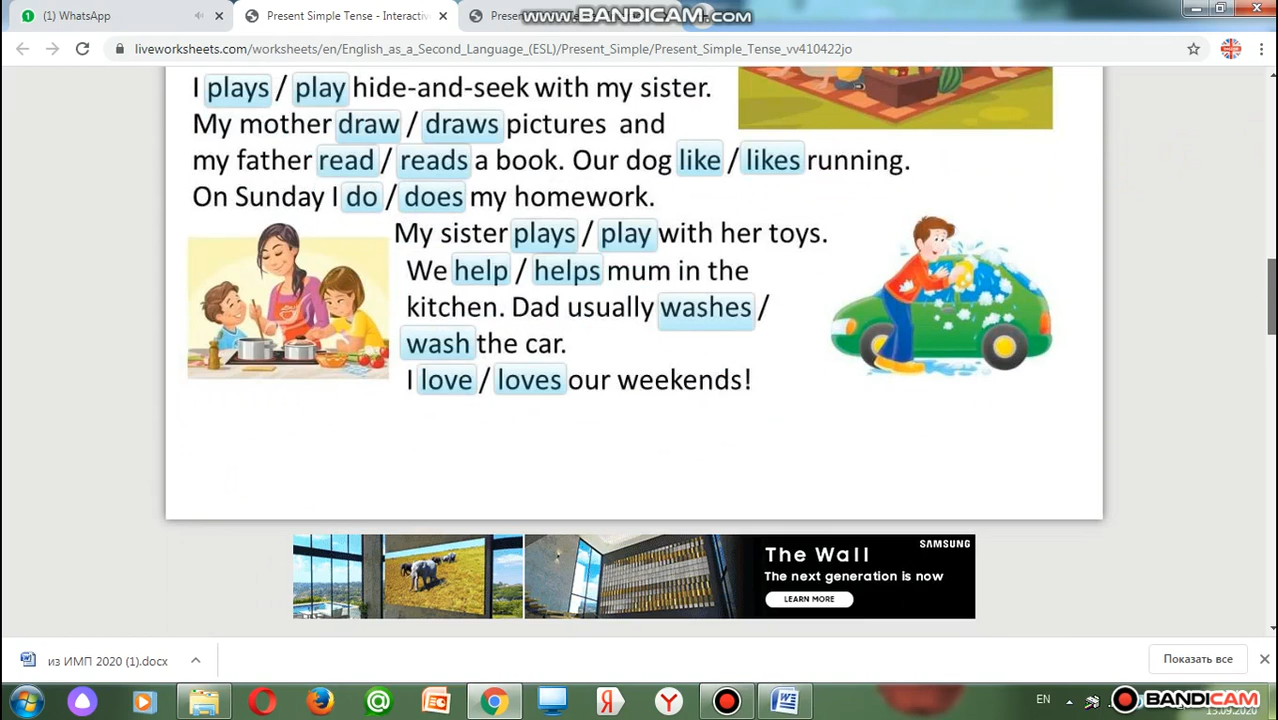 (1) WhatsApp
Present Simple Tense - Interactiv
Present
www.BANDICAM.com
liveworksheets.com/worksheets/en/English_as_a_Second_Language_(ESL)/Present_Simple/Present_Simple_Tense_vv410422jo
I plays / play hide-and-seek with my sister.
My mother draw / draws pictures and
my father read / reads a book. Our dog like / likes running.
On Sunday I do / does my homework.
My sister plays / play with her toys.
We help / helps mum in the
kitchen. Dad usually washes /
wash the car.
I love / loves our weekends!
SAMSUNG
The Wall
The next generation is now
LEARN MORE
из ИМП 2020 (1).docx
Показать все
EN
BANDICAM
13.09.2020